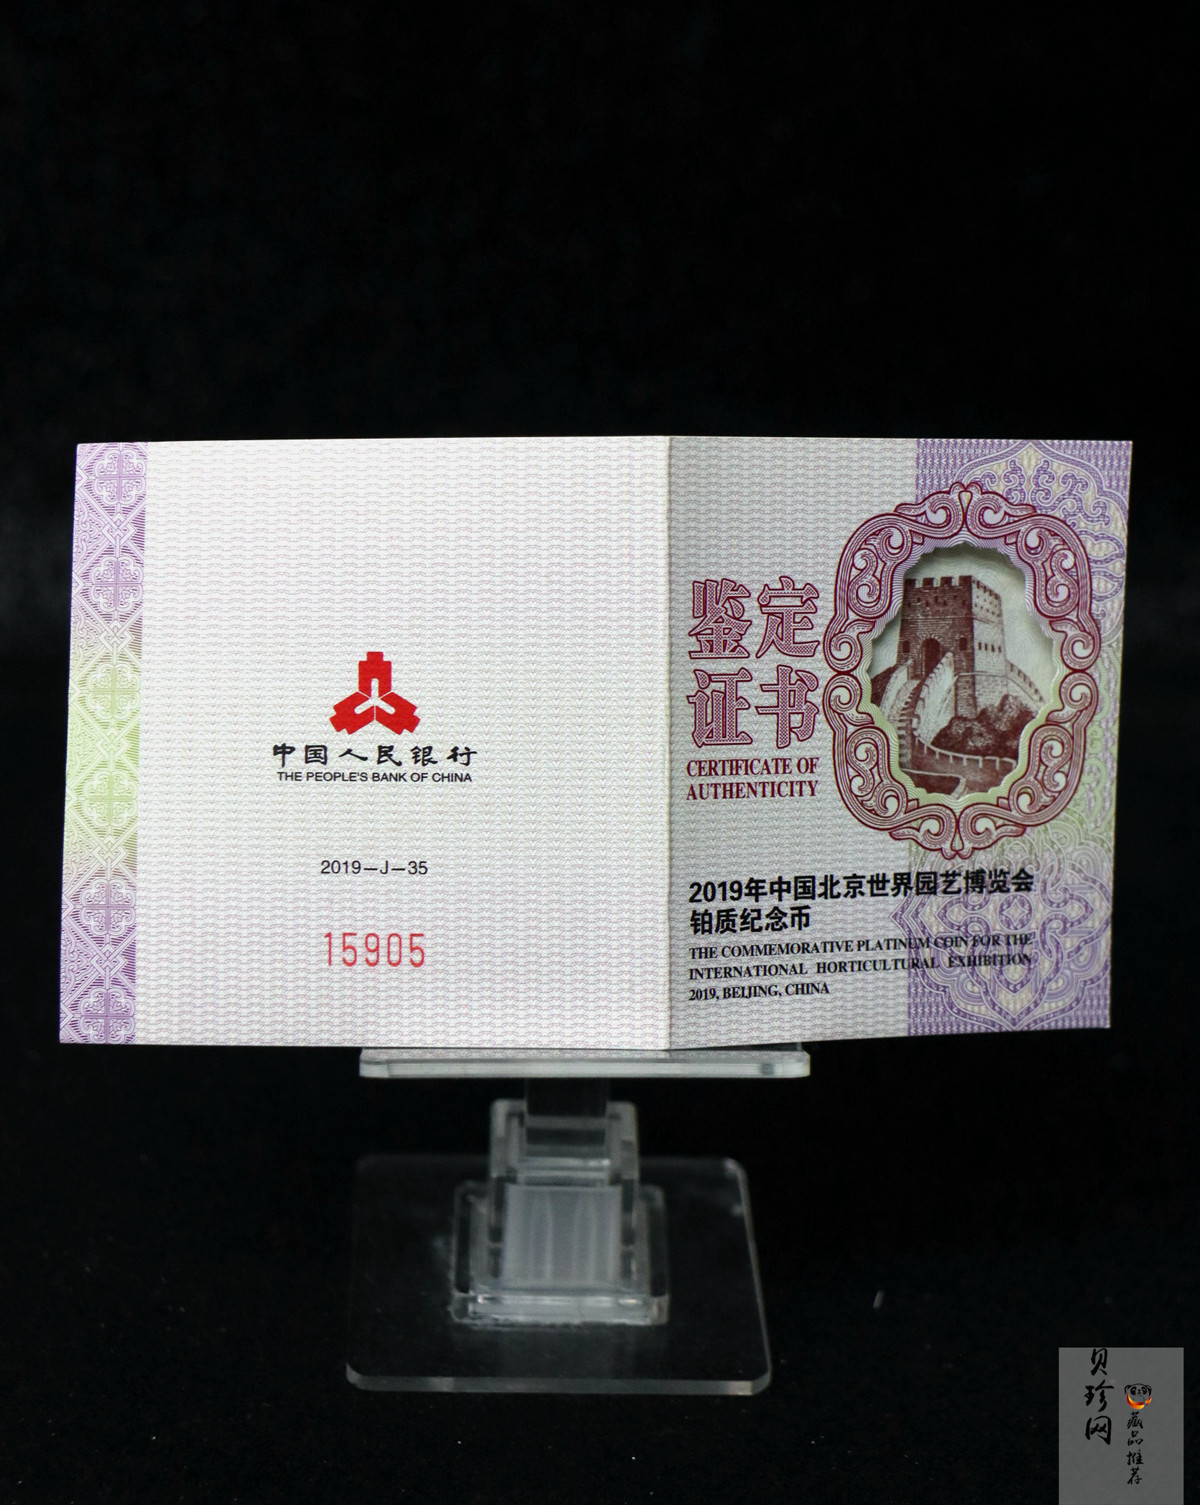 中国人民银行
THE PEOPLE'S BANK OF CHINA
2019—J—35
15905
鉴定
证书
CERTIFICATE OF
AUTHENTICITY
2019年中国北京世界园艺博览会
铂质纪念币
THE COMMEMORATIVE PLATINUM COIN FOR THE
INTERNATIONAL HORTICULTURAL EXHIBITION
2019, BEIJING, CHINA
贝珍网
藏品推荐